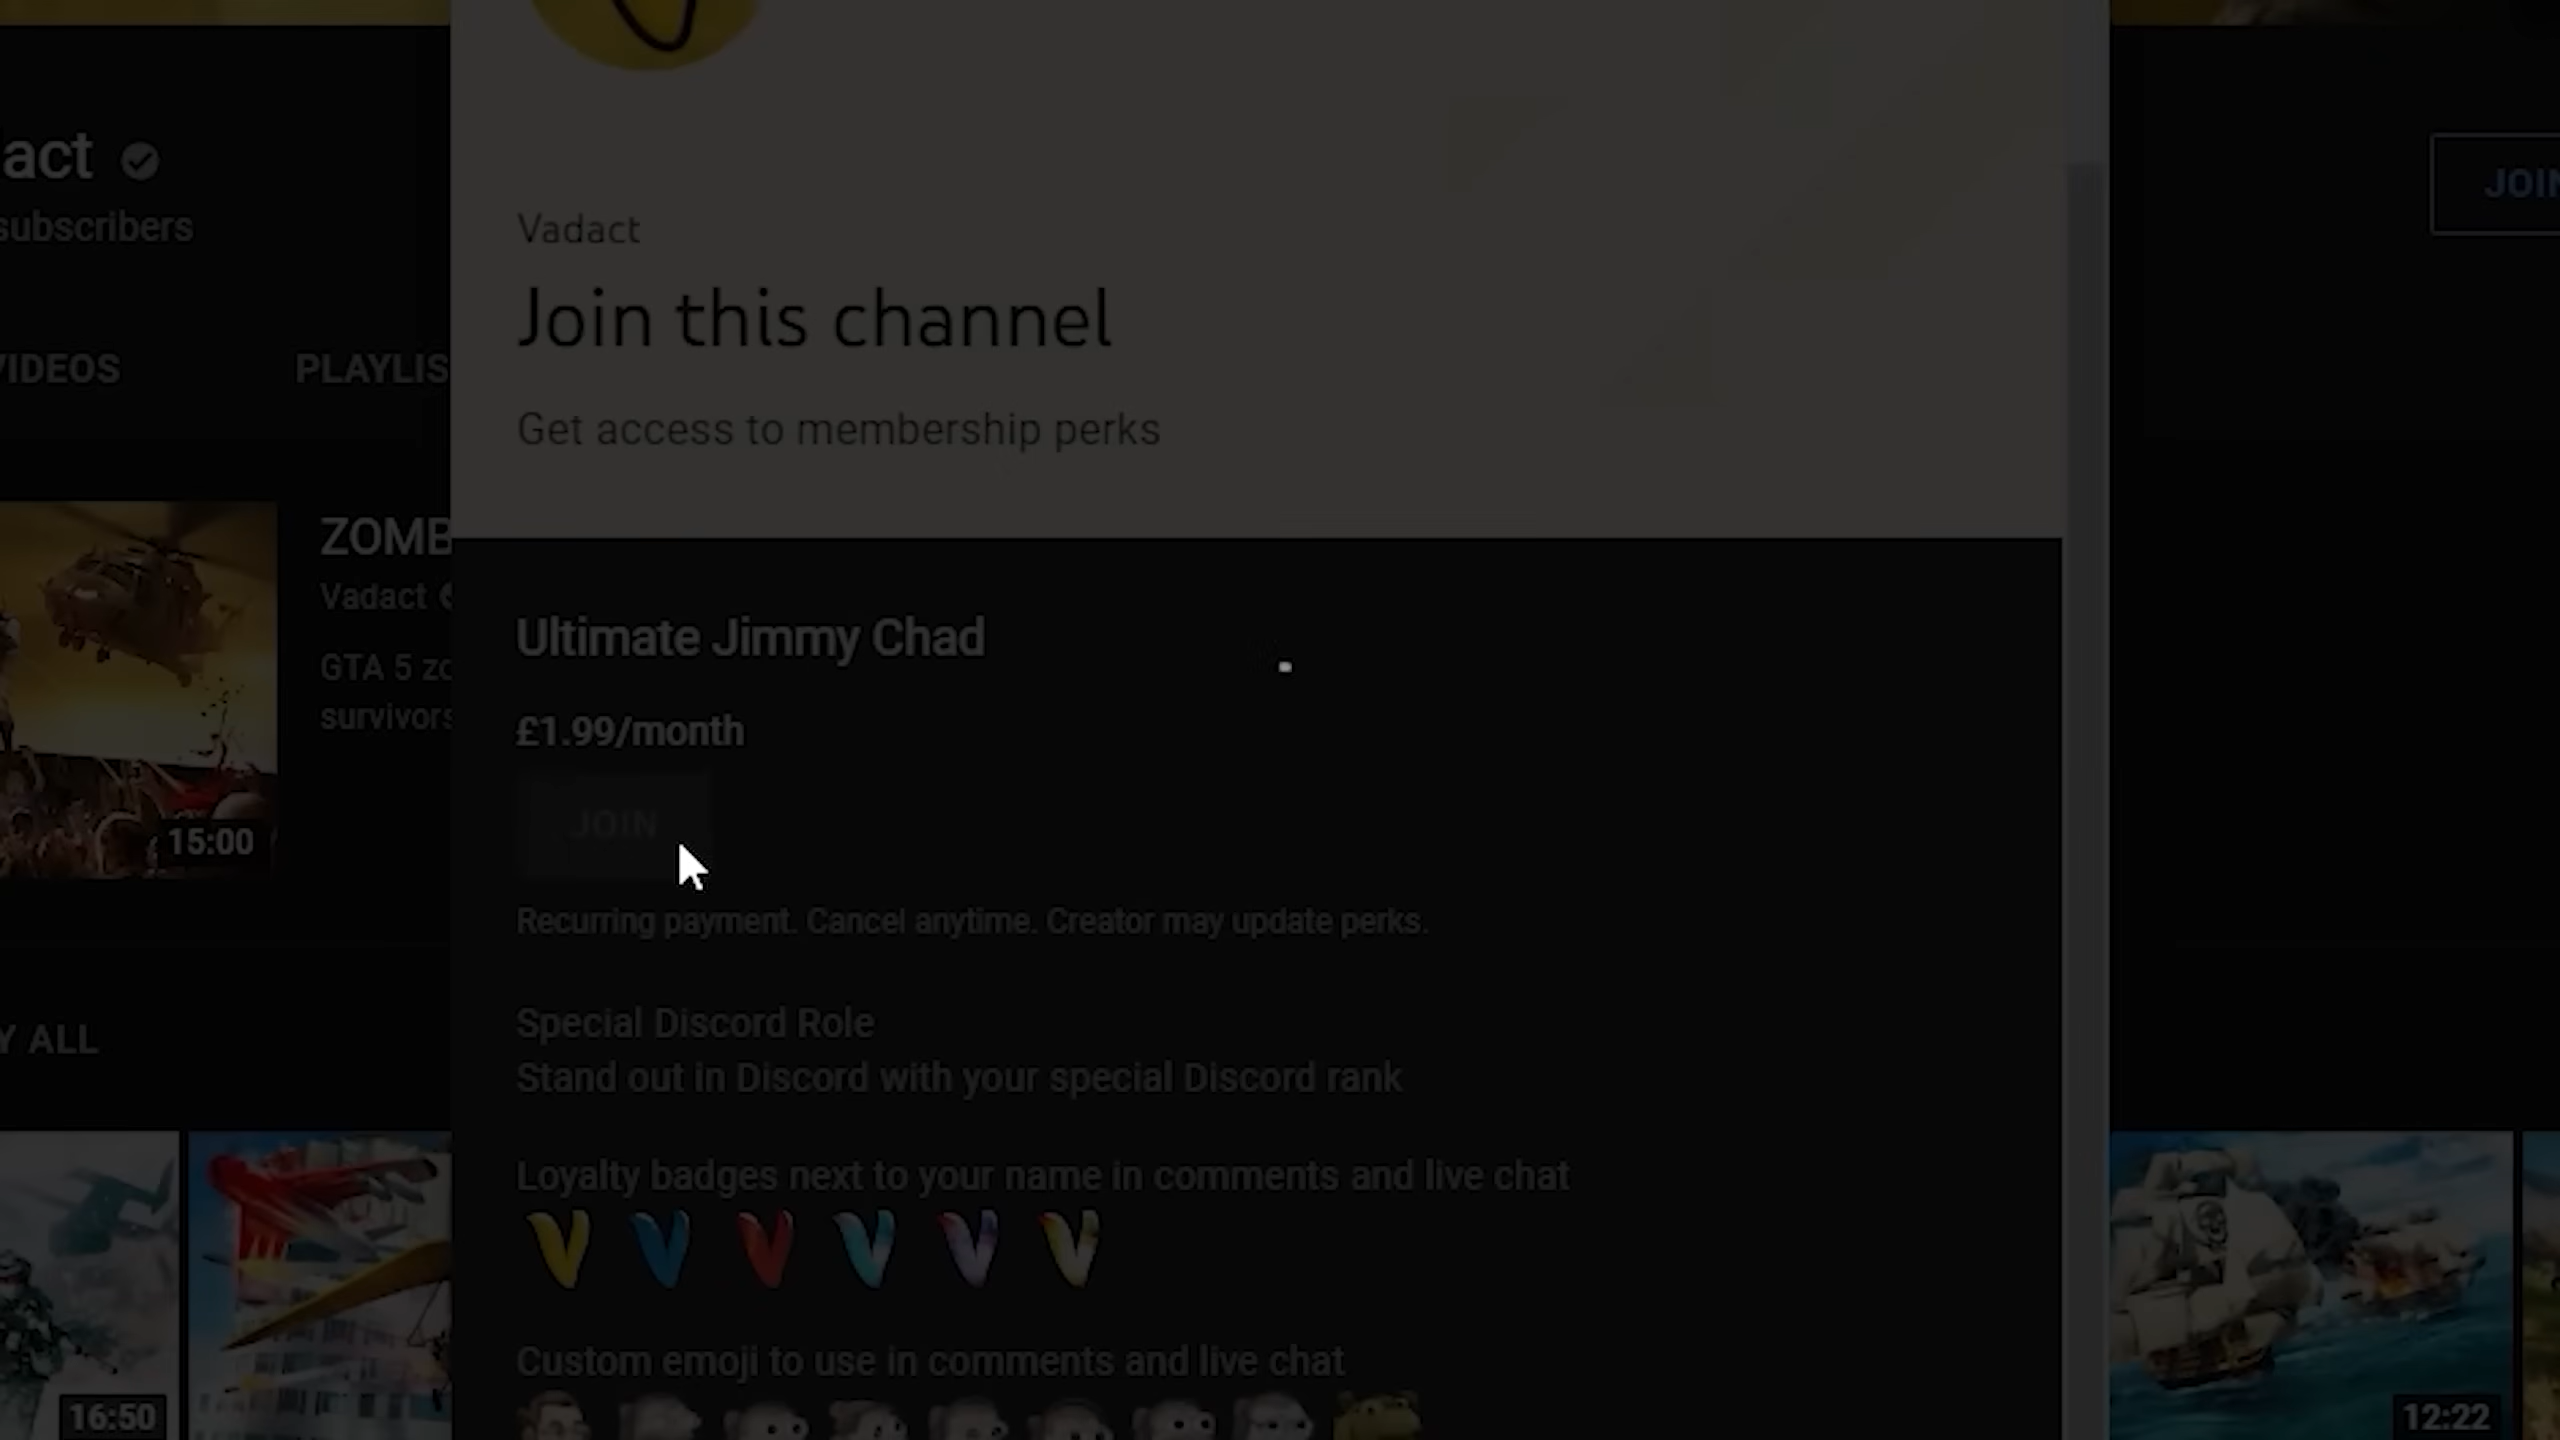 act
subscribers
JOIN
VIDEOS
PLAYLIS
Vadact
Join this channel
Get access to membership perks
ZOMB
Vadact
GTA 5 zo
survivors
15:00
Ultimate Jimmy Chad
£1.99/month
JOIN
Recurring payment. Cancel anytime. Creator may update perks.
Special Discord Role
Stand out in Discord with your special Discord rank
Loyalty badges next to your name in comments and live chat
V V V V V V
Custom emoji to use in comments and live chat
Y ALL
16:50
12:22